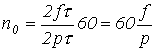 n₀ = 2fτ/2pτ 60 = 60 f/p